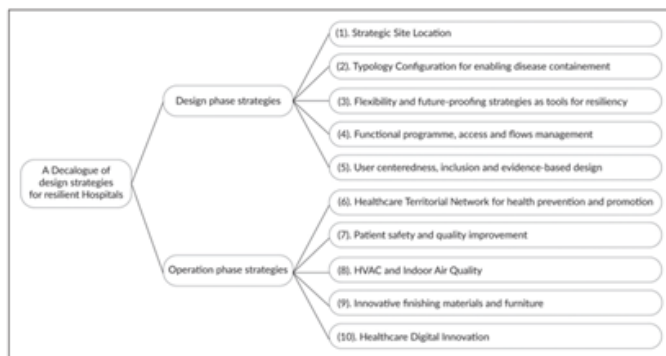 A Decalogue of
design strategies
for resilient Hospitals
Design phase strategies
(1). Strategic Site Location
(2). Typology Configuration for enabling disease containement
(3). Flexibility and future-proofing strategies as tools for resiliency
(4). Functional programme, access and flows management
(5). User centeredness, inclusion and evidence-based design
Operation phase strategies
(6). Healthcare Territorial Network for health prevention and promotion
(7). Patient safety and quality improvement
(8). HVAC and Indoor Air Quality
(9). Innovative finishing materials and furniture
(10). Healthcare Digital Innovation